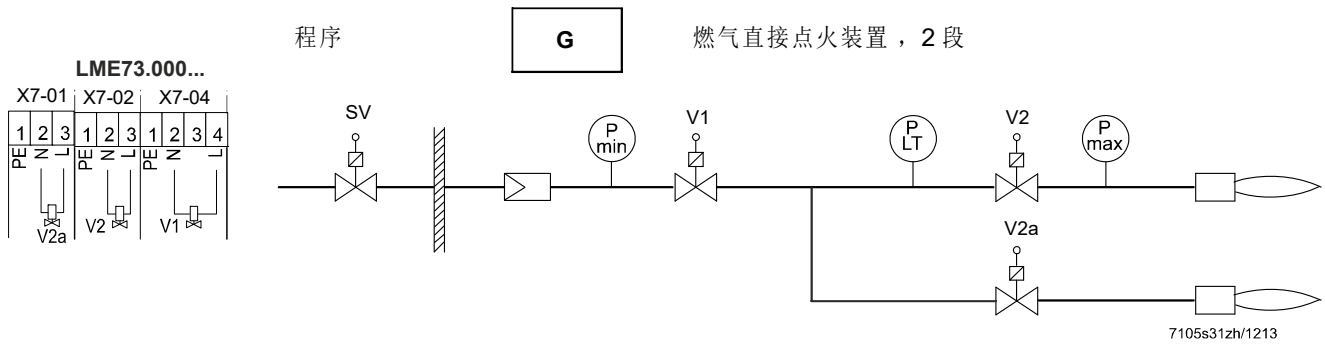 程序 G 燃气直接点火装置，2 段
LME73.000...
X7-01 X7-02 X7-04
1 2 3 1 2 3 1 2 3 4
PE N L PE N L PE N L
V2a V2 V1
SV
P min
V1
P LT
V2
P max
V2a
7105s31zh/1213